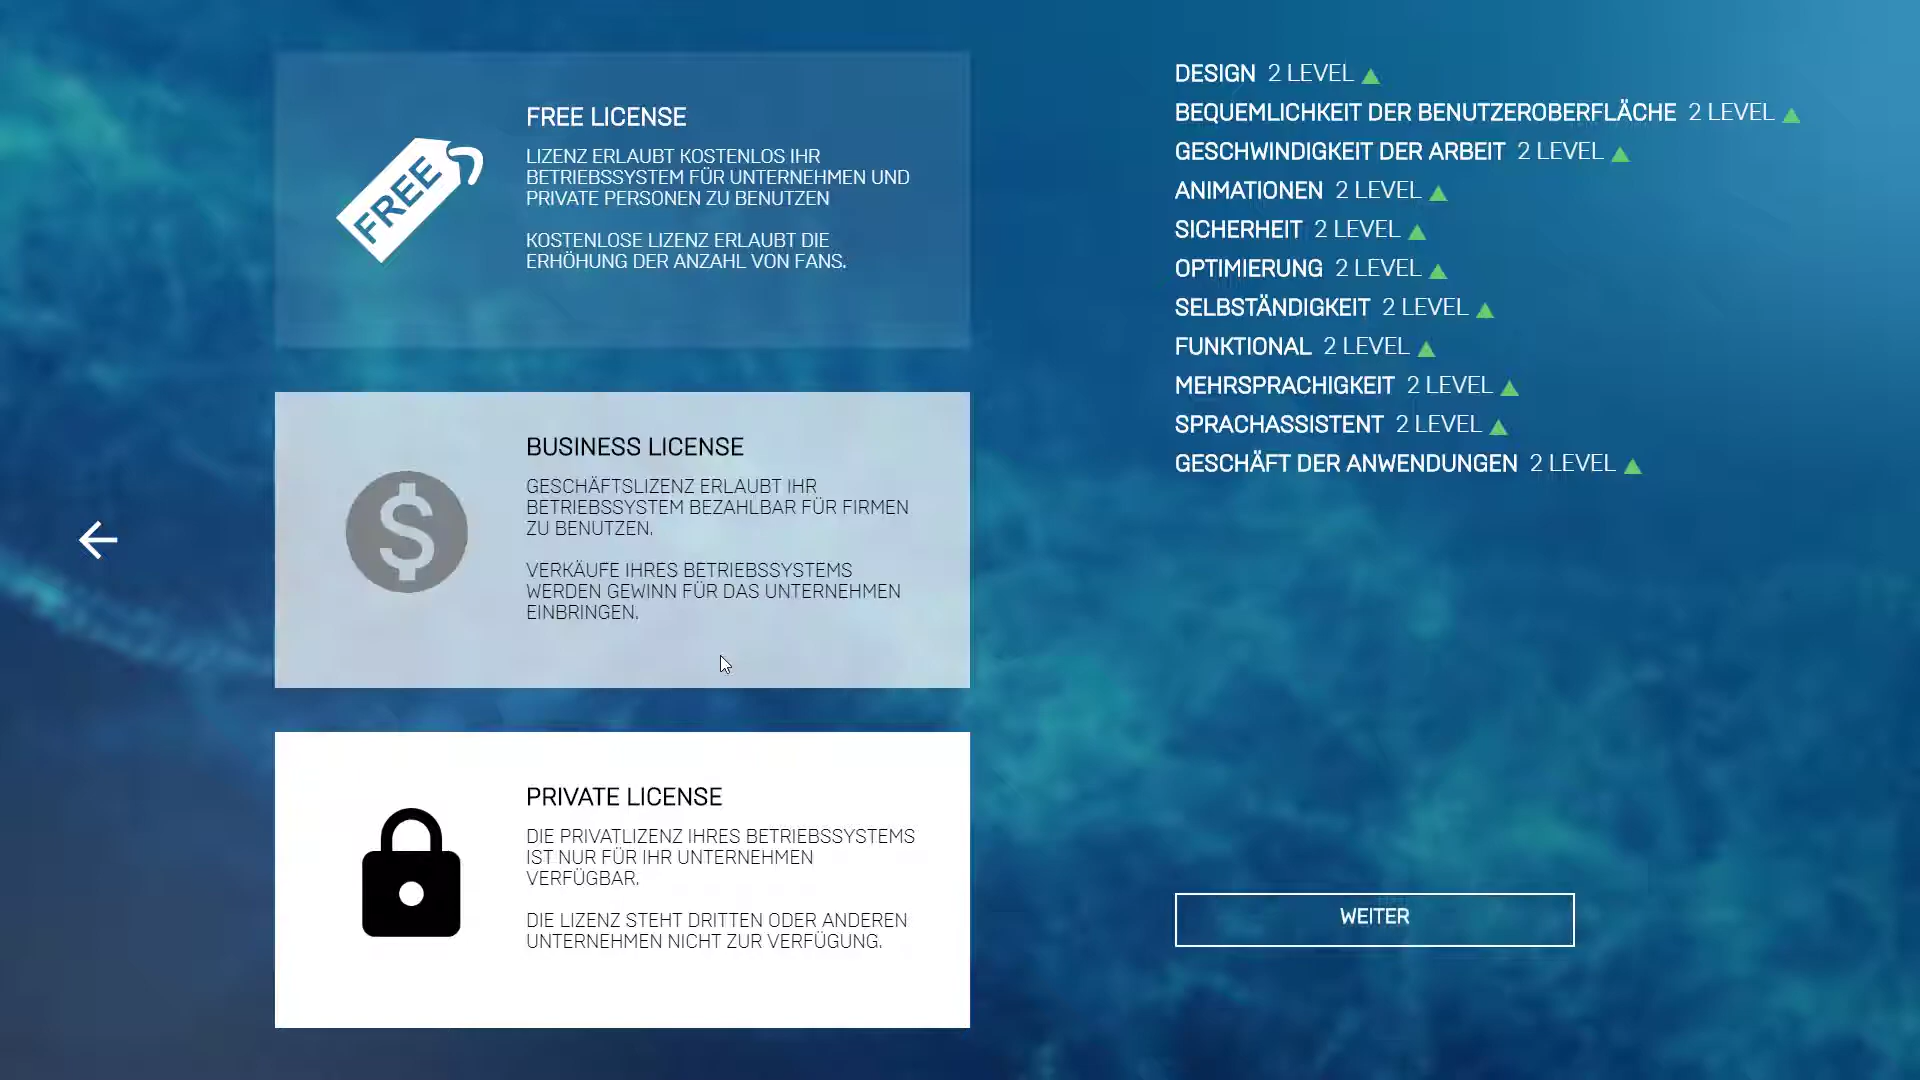 FREE LICENSE
FREE
LIZENZ ERLAUBT KOSTENLOS IHR
BETRIEBSSYSTEM FÜR UNTERNEHMEN UND
PRIVATE PERSONEN ZU BENUTZEN
KOSTENLOSE LIZENZ ERLAUBT DIE
ERHÖHUNG DER ANZAHL VON FANS.
BUSINESS LICENSE
$
GESCHÄFTSLIZENZ ERLAUBT IHR
BETRIEBSSYSTEM BEZAHLBAR FÜR FIRMEN
ZU BENUTZEN.
VERKÄUFE IHRES BETRIEBSSYSTEMS
WERDEN GEWINN FÜR DAS UNTERNEHMEN
EINBRINGEN.
PRIVATE LICENSE
DIE PRIVATLIZENZ IHRES BETRIEBSSYSTEMS
IST NUR FÜR IHR UNTERNEHMEN
VERFÜGBAR.
DIE LIZENZ STEHT DRITTEN ODER ANDEREN
UNTERNEHMEN NICHT ZUR VERFÜGUNG.
DESIGN 2 LEVEL
BEQUEMLICHKEIT DER BENUTZEROBERFLÄCHE 2 LEVEL
GESCHWINDIGKEIT DER ARBEIT 2 LEVEL
ANIMATIONEN 2 LEVEL
SICHERHEIT 2 LEVEL
OPTIMIERUNG 2 LEVEL
SELBSTÄNDIGKEIT 2 LEVEL
FUNKTIONAL 2 LEVEL
MEHRSPRACHIGKEIT 2 LEVEL
SPRACHASSISTENT 2 LEVEL
GESCHÄFT DER ANWENDUNGEN 2 LEVEL
WEITER